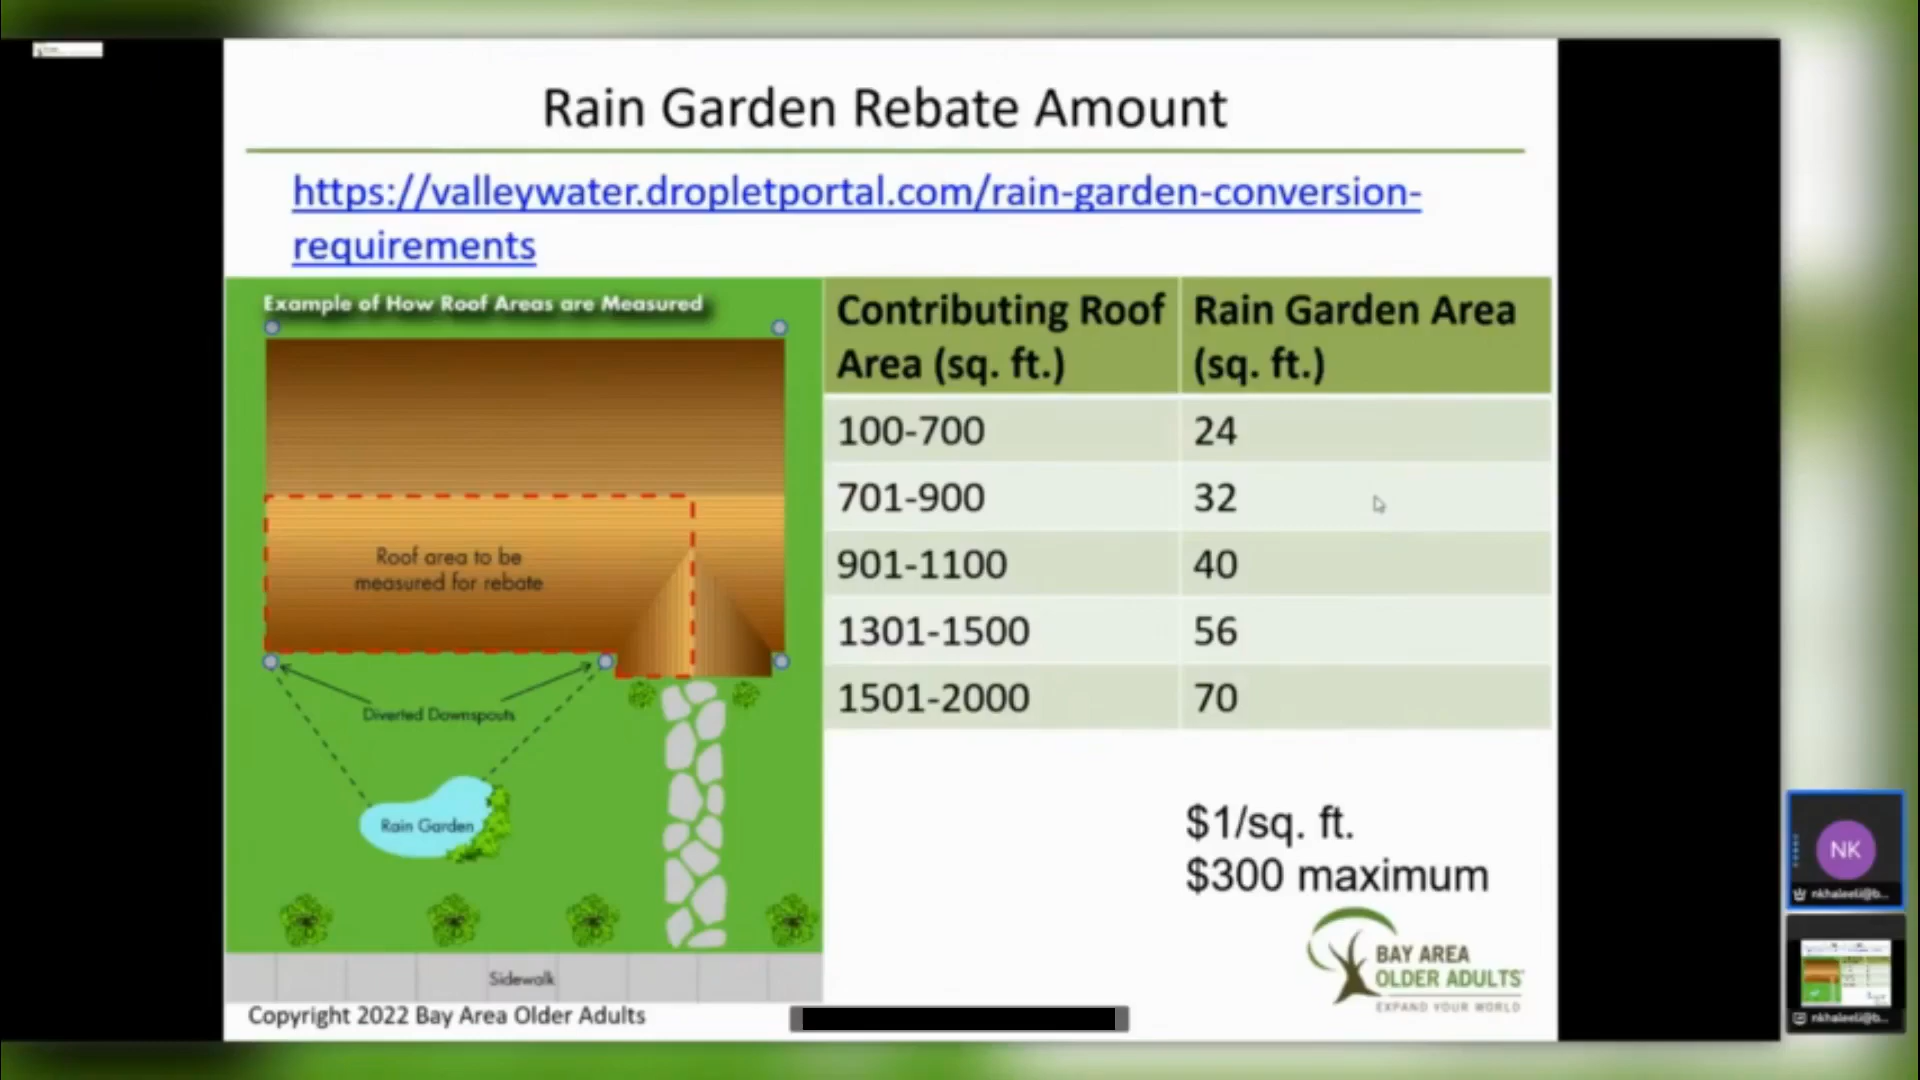 Rain Garden Rebate Amount
https://valleywater.dropletportal.com/rain-garden-conversion-
requirements
Example of How Roof Areas are Measured
Roof area to be
measured for rebate
Diverted Downspouts
Rain Garden
Sidewalk
Contributing Roof Area (sq. ft.) Rain Garden Area (sq. ft.)
100-700 24
701-900 32
901-1100 40
1301-1500 56
1501-2000 70
$1/sq. ft.
$300 maximum
BAY AREA
OLDER ADULTS
EXPAND YOUR WORLD
Copyright 2022 Bay Area Older Adults
NK
nkhaleeli@b...
nkhaleeli@b...